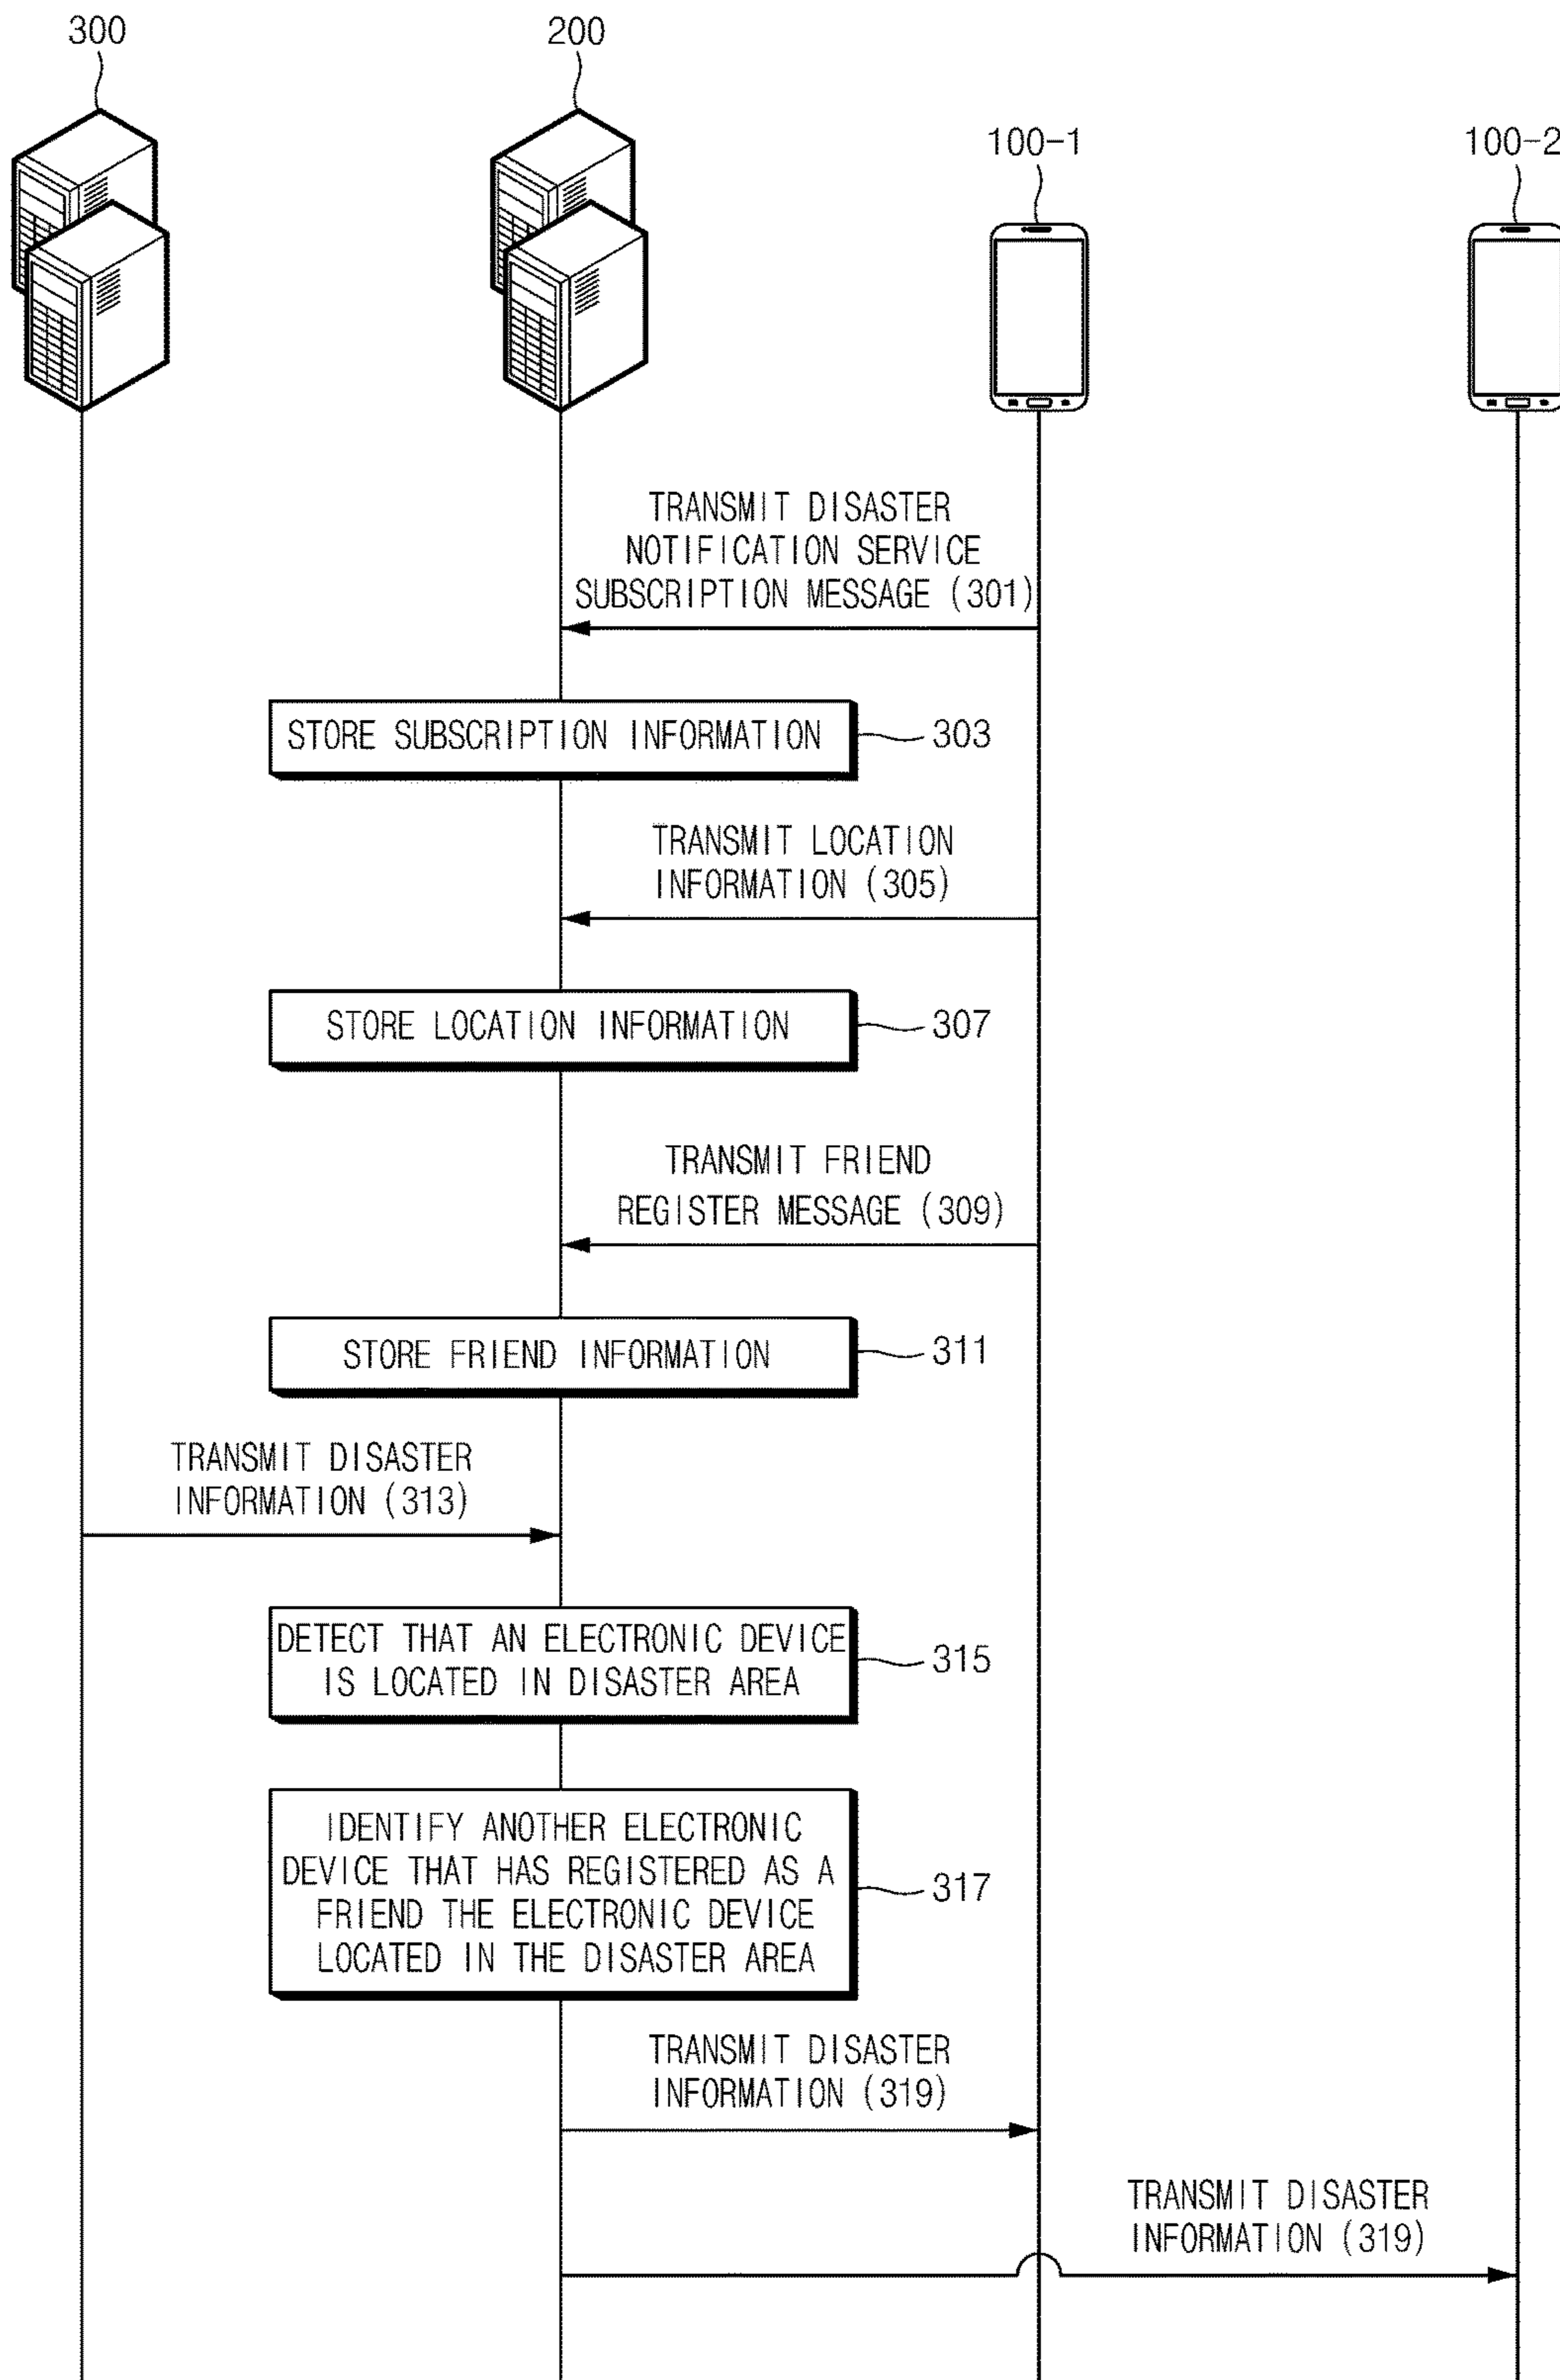 300
200
100-1
100-2
TRANSMIT DISASTER
NOTIFICATION SERVICE
SUBSCRIPTION MESSAGE (301)
STORE SUBSCRIPTION INFORMATION
303
TRANSMIT LOCATION
INFORMATION (305)
STORE LOCATION INFORMATION
307
TRANSMIT FRIEND
REGISTER MESSAGE (309)
STORE FRIEND INFORMATION
311
TRANSMIT DISASTER
INFORMATION (313)
DETECT THAT AN ELECTRONIC DEVICE
IS LOCATED IN DISASTER AREA
315
IDENTIFY ANOTHER ELECTRONIC
DEVICE THAT HAS REGISTERED AS A
FRIEND THE ELECTRONIC DEVICE
LOCATED IN THE DISASTER AREA
317
TRANSMIT DISASTER
INFORMATION (319)
TRANSMIT DISASTER
INFORMATION (319)